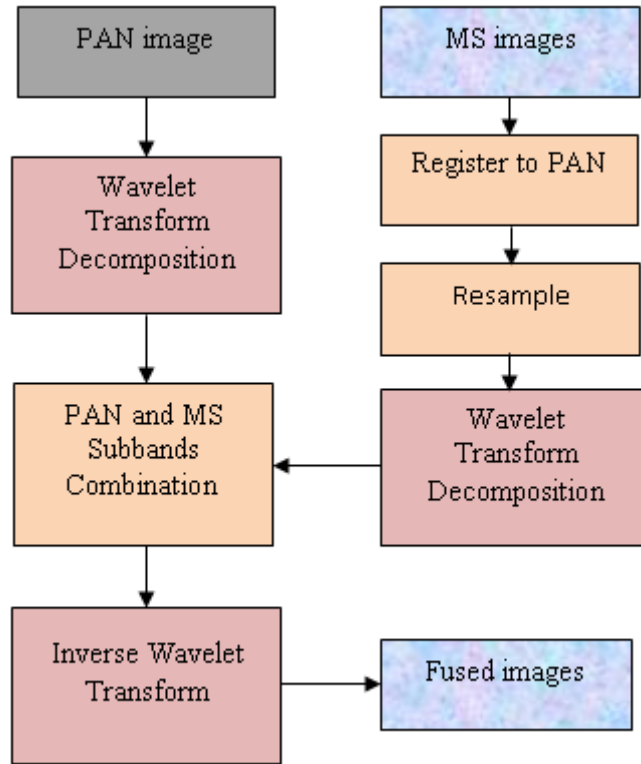 PAN image
MS images
Register to PAN
Wavelet
Transform
Decomposition
Resample
PAN and MS
Subbands
Combination
Wavelet
Transform
Decomposition
Inverse Wavelet
Transform
Fused images